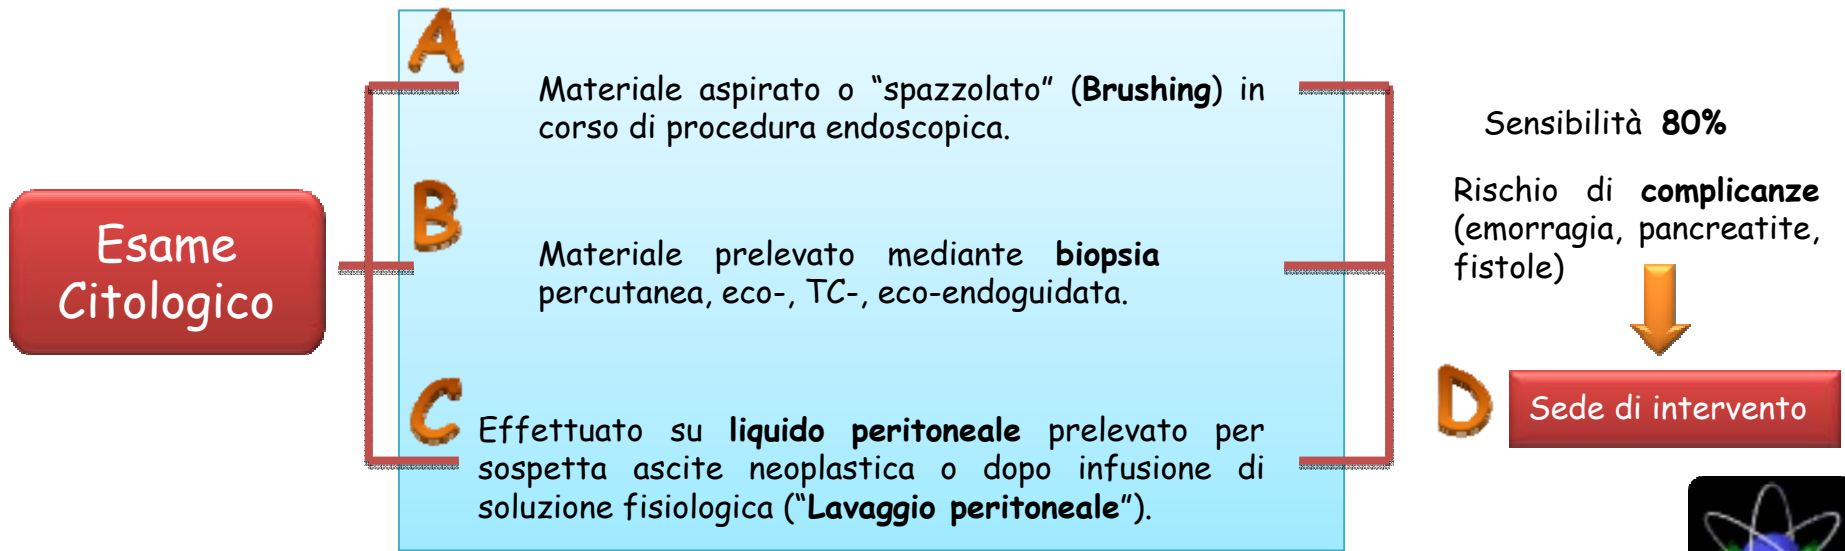 Esame
Citologico
A
Materiale aspirato o “spazzolato” (Brushing) in
corso di procedura endoscopica.
B
Materiale prelevato mediante biopsia
percutanea, eco-, TC-, eco-endoguidata.
C
Effettuato su liquido peritoneale prelevato per
sospetta ascite neoplastica o dopo infusione di
soluzione fisiologica (“Lavaggio peritoneale”).
Sensibilità 80%
Rischio di complicanze
(emorragia, pancreatite,
fistole)
D
Sede di intervento